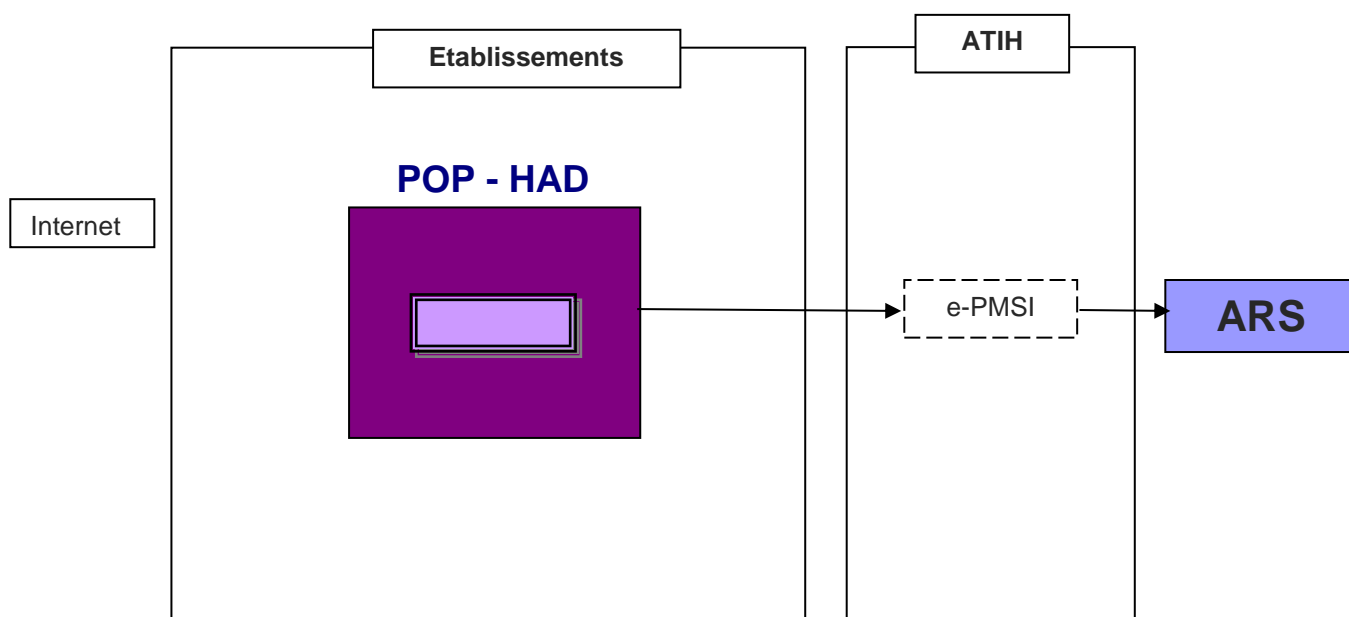 Etablissements
ATIH
POP - HAD
Internet
e-PMSI
ARS